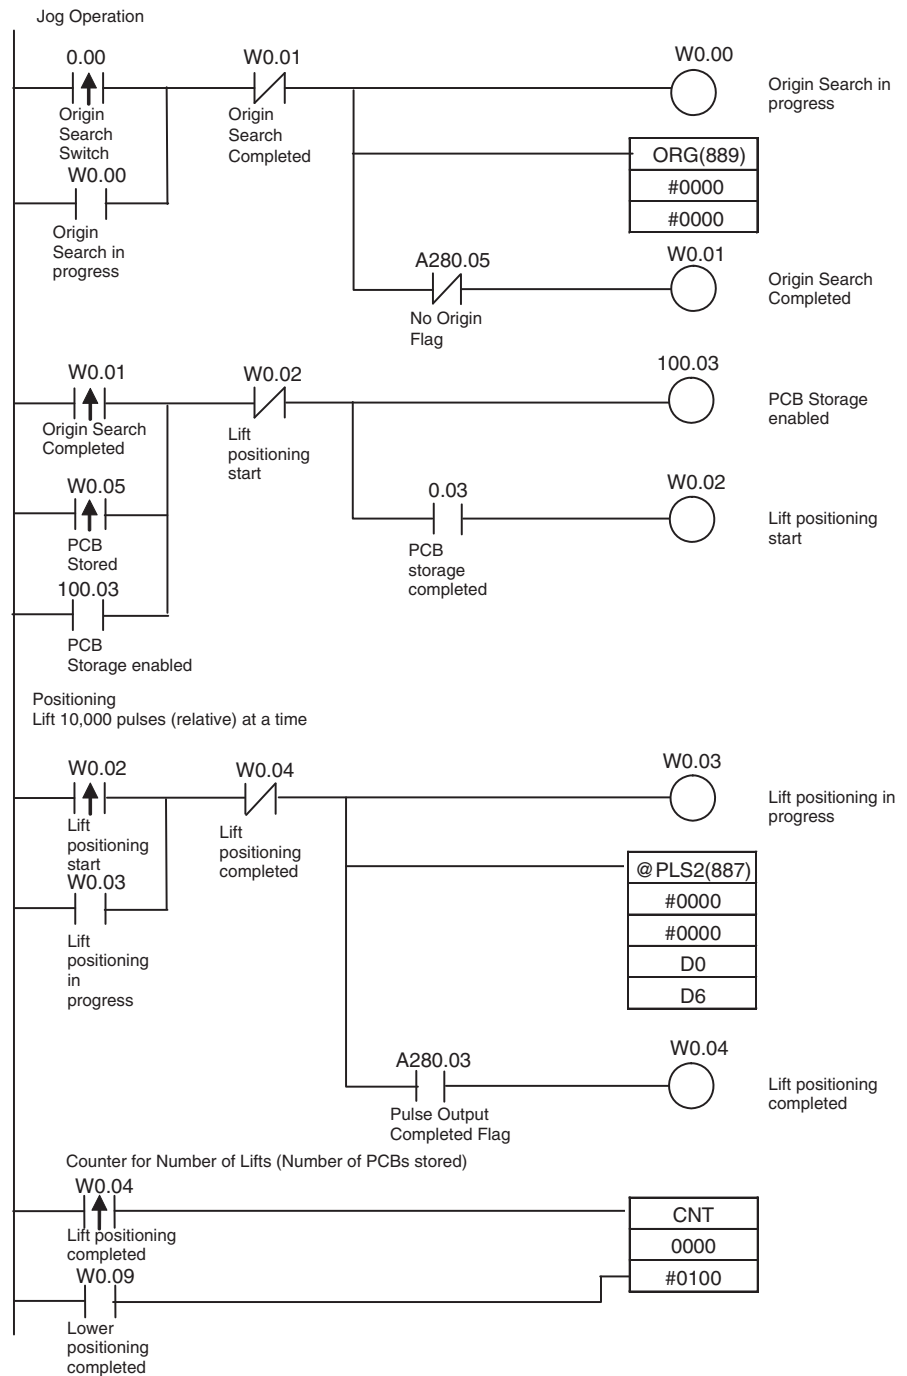 Jog Operation
0.00
W0.01
W0.00
Origin Search in
progress
Origin
Search
Switch
Origin
Search
Completed
ORG(889)
#0000
#0000
W0.00
Origin
Search in
progress
A280.05
W0.01
Origin Search
Completed
No Origin
Flag
W0.01
W0.02
100.03
PCB Storage
enabled
Origin Search
Completed
Lift
positioning
start
W0.05
0.03
W0.02
Lift positioning
start
PCB
Stored
PCB
storage
completed
100.03
PCB
Storage enabled
Positioning
Lift 10,000 pulses (relative) at a time
W0.02
W0.04
W0.03
Lift positioning in
progress
Lift
positioning
start
Lift
positioning
completed
@PLS2(887)
#0000
#0000
D0
D6
W0.03
Lift
positioning
in
progress
A280.03
W0.04
Lift positioning
completed
Pulse Output
Completed Flag
Counter for Number of Lifts (Number of PCBs stored)
W0.04
Lift positioning
completed
CNT
0000
#0100
W0.09
Lower
positioning
completed